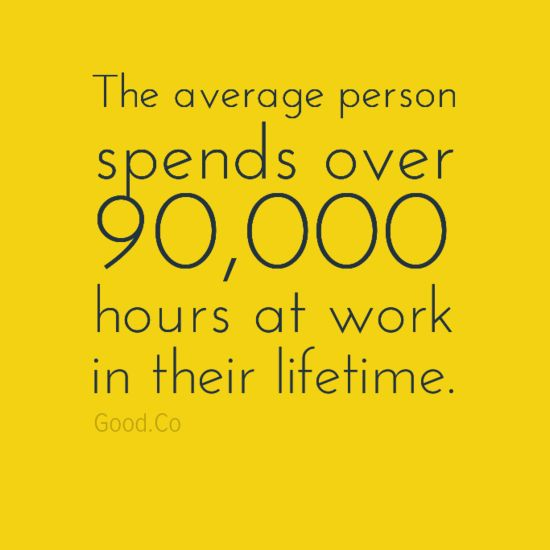 The average person
spends over
90,000
hours at work
in their lifetime.
Good.Co